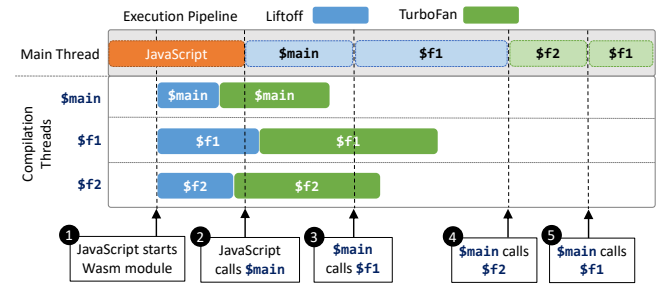 Execution Pipeline Liftoff TurboFan
Main Thread JavaScript $main $f1 $f2 $f1
Compilation
Threads
$main $main $main
$f1 $f1 $f1
$f2 $f2 $f2
1 JavaScript starts
Wasm module
2 JavaScript
calls $main
3 $main
calls $f1
4 $main calls
$f2
5 $main calls
$f1